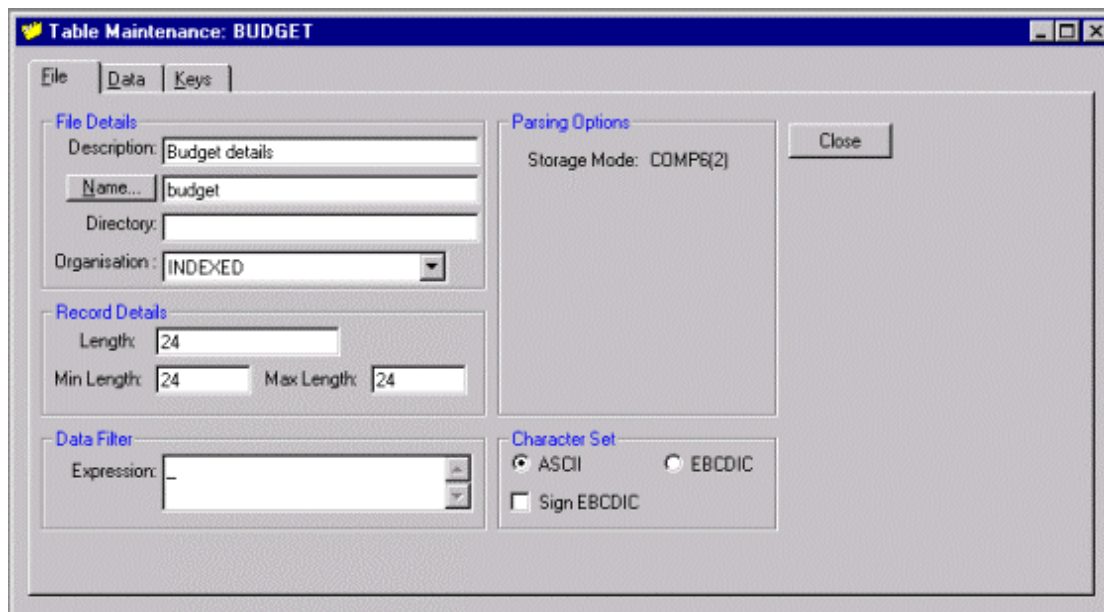 Table Maintenance: BUDGET
File Data Keys
File Details
Description: Budget details
Name... budget
Directory:
Organisation : INDEXED
Record Details
Length: 24
Min Length: 24 Max Length: 24
Data Filter
Expression: _
Parsing Options
Storage Mode: COMP6(2)
Character Set
ASCII EBCDIC
Sign EBCDIC
Close